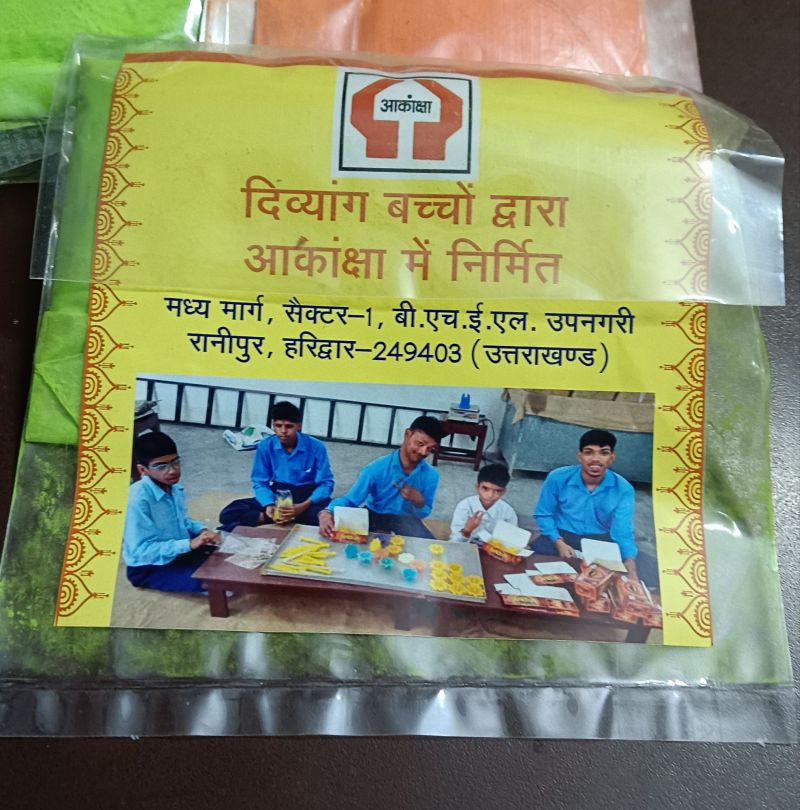 आकांक्षा
दिव्यांग बच्चों द्वारा
आकांक्षा में निर्मित
मध्य मार्ग, सैक्टर–1, बी.एच.ई.एल. उपनगरी
रानीपुर, हरिद्वार–249403 (उत्तराखण्ड)